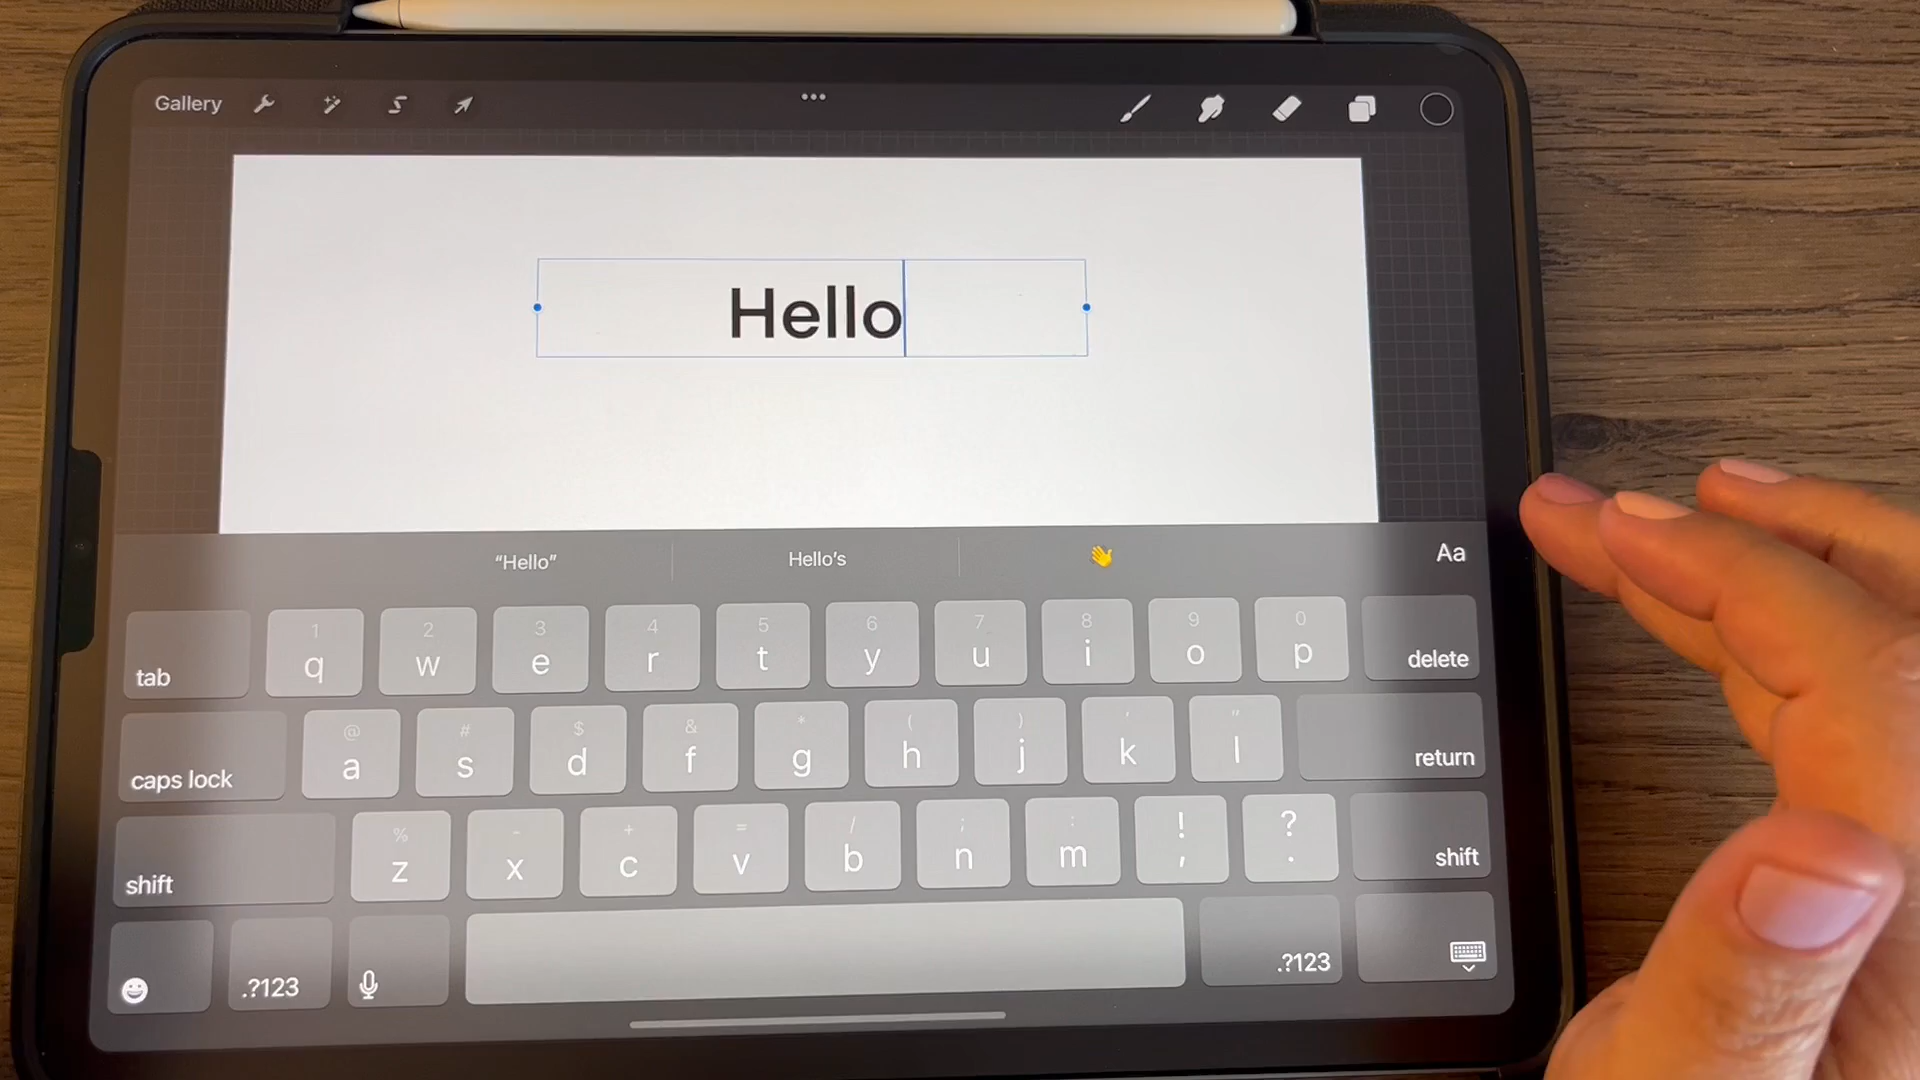 Gallery
Hello
“Hello” Hello’s 👋 Aa
1 2 3 4 5 6 7 8 9 0
tab q w e r t y u i o p delete
@ # $ & * ( ) ' "
caps lock a s d f g h j k l return
% - + = / ; : ! ?
shift z x c v b n m , . shift
.?123 .?123